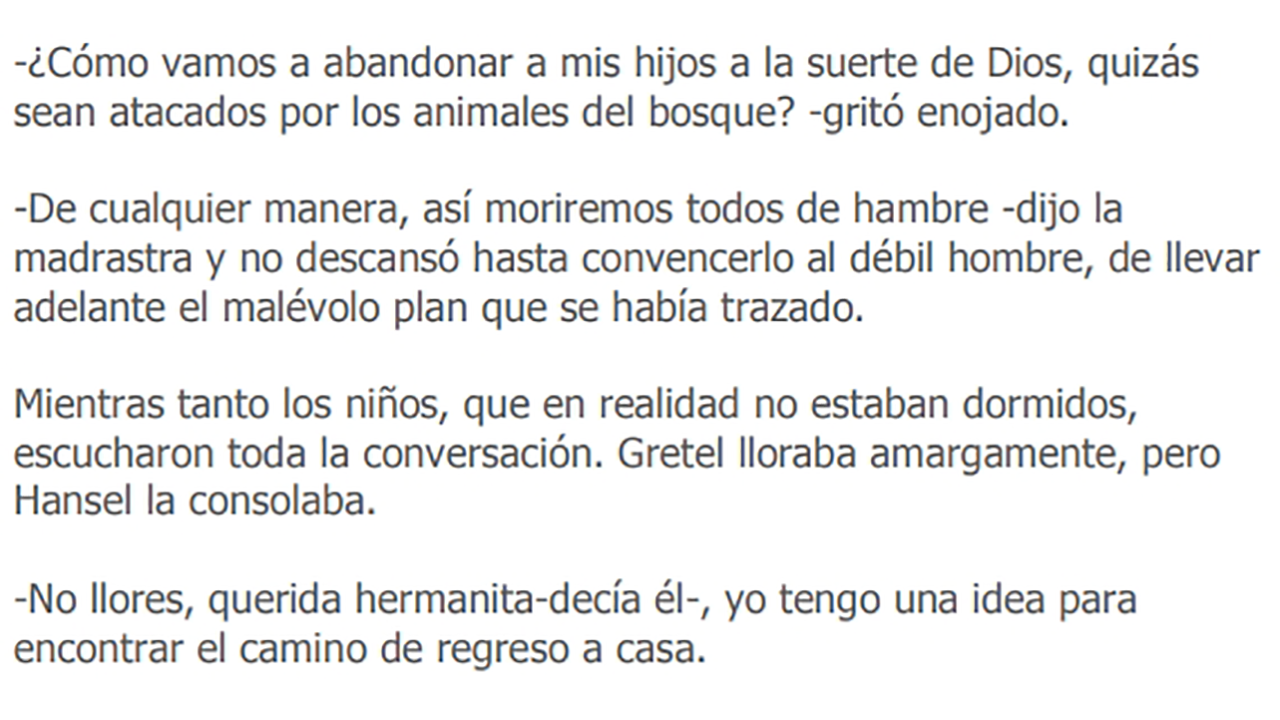 -¿Cómo vamos a abandonar a mis hijos a la suerte de Dios, quizás
sean atacados por los animales del bosque? -gritó enojado.
-De cualquier manera, así moriremos todos de hambre -dijo la
madrastra y no descansó hasta convencerlo al débil hombre, de llevar
adelante el malévolo plan que se había trazado.
Mientras tanto los niños, que en realidad no estaban dormidos,
escucharon toda la conversación. Gretel lloraba amargamente, pero
Hansel la consolaba.
-No llores, querida hermanita-decía él-, yo tengo una idea para
encontrar el camino de regreso a casa.